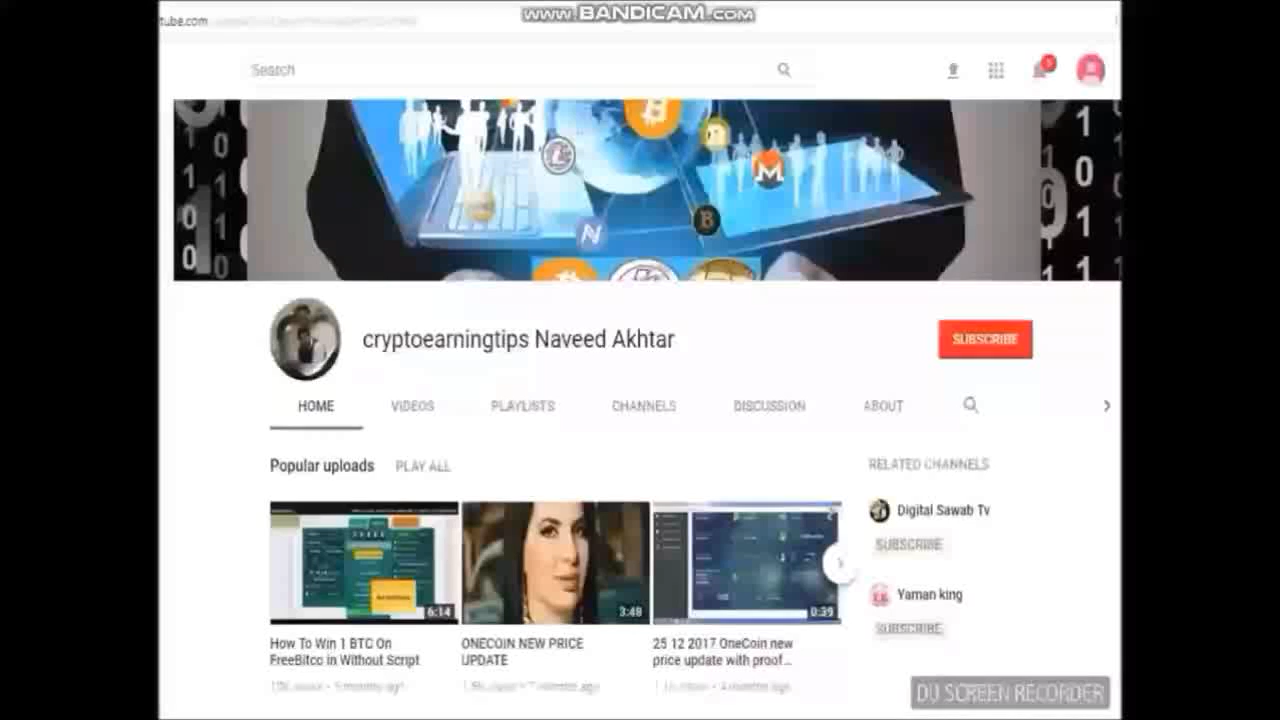 www.BANDICAM.COM
tube.com
Search
cryptoearningtips Naveed Akhtar
SUBSCRIBE
HOME VIDEOS PLAYLISTS CHANNELS DISCUSSION ABOUT
Popular uploads PLAY ALL
RELATED CHANNELS
Digital Sawab Tv
SUBSCRIBE
Yaman king
SUBSCRIBE
6:14
3:48
0:39
How To Win 1 BTC On
FreeBitco in Without Script
ONECOIN NEW PRICE
UPDATE
25 12 2017 OneCoin new
price update with proof...
DU SCREEN RECORDER